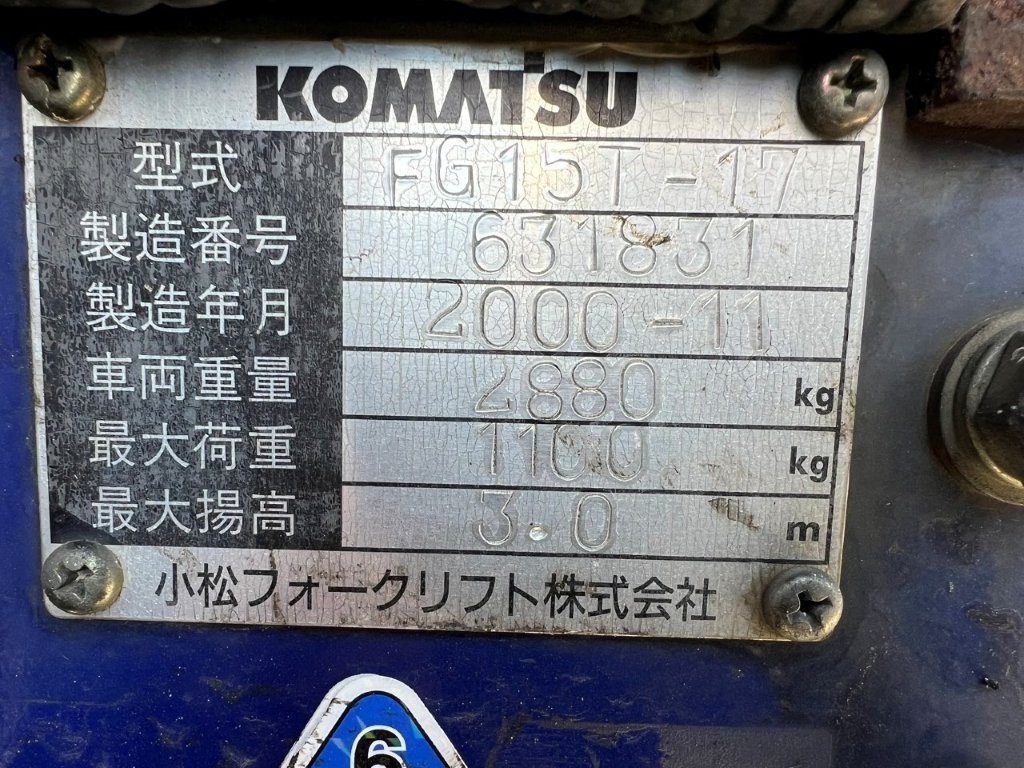 KOMATSU
型式 FG15T-17
製造番号 631831
製造年月 2000-11
車両重量 2880 kg
最大荷重 1100 kg
最大揚高 3.0 m
小松フォークリフト株式会社
6